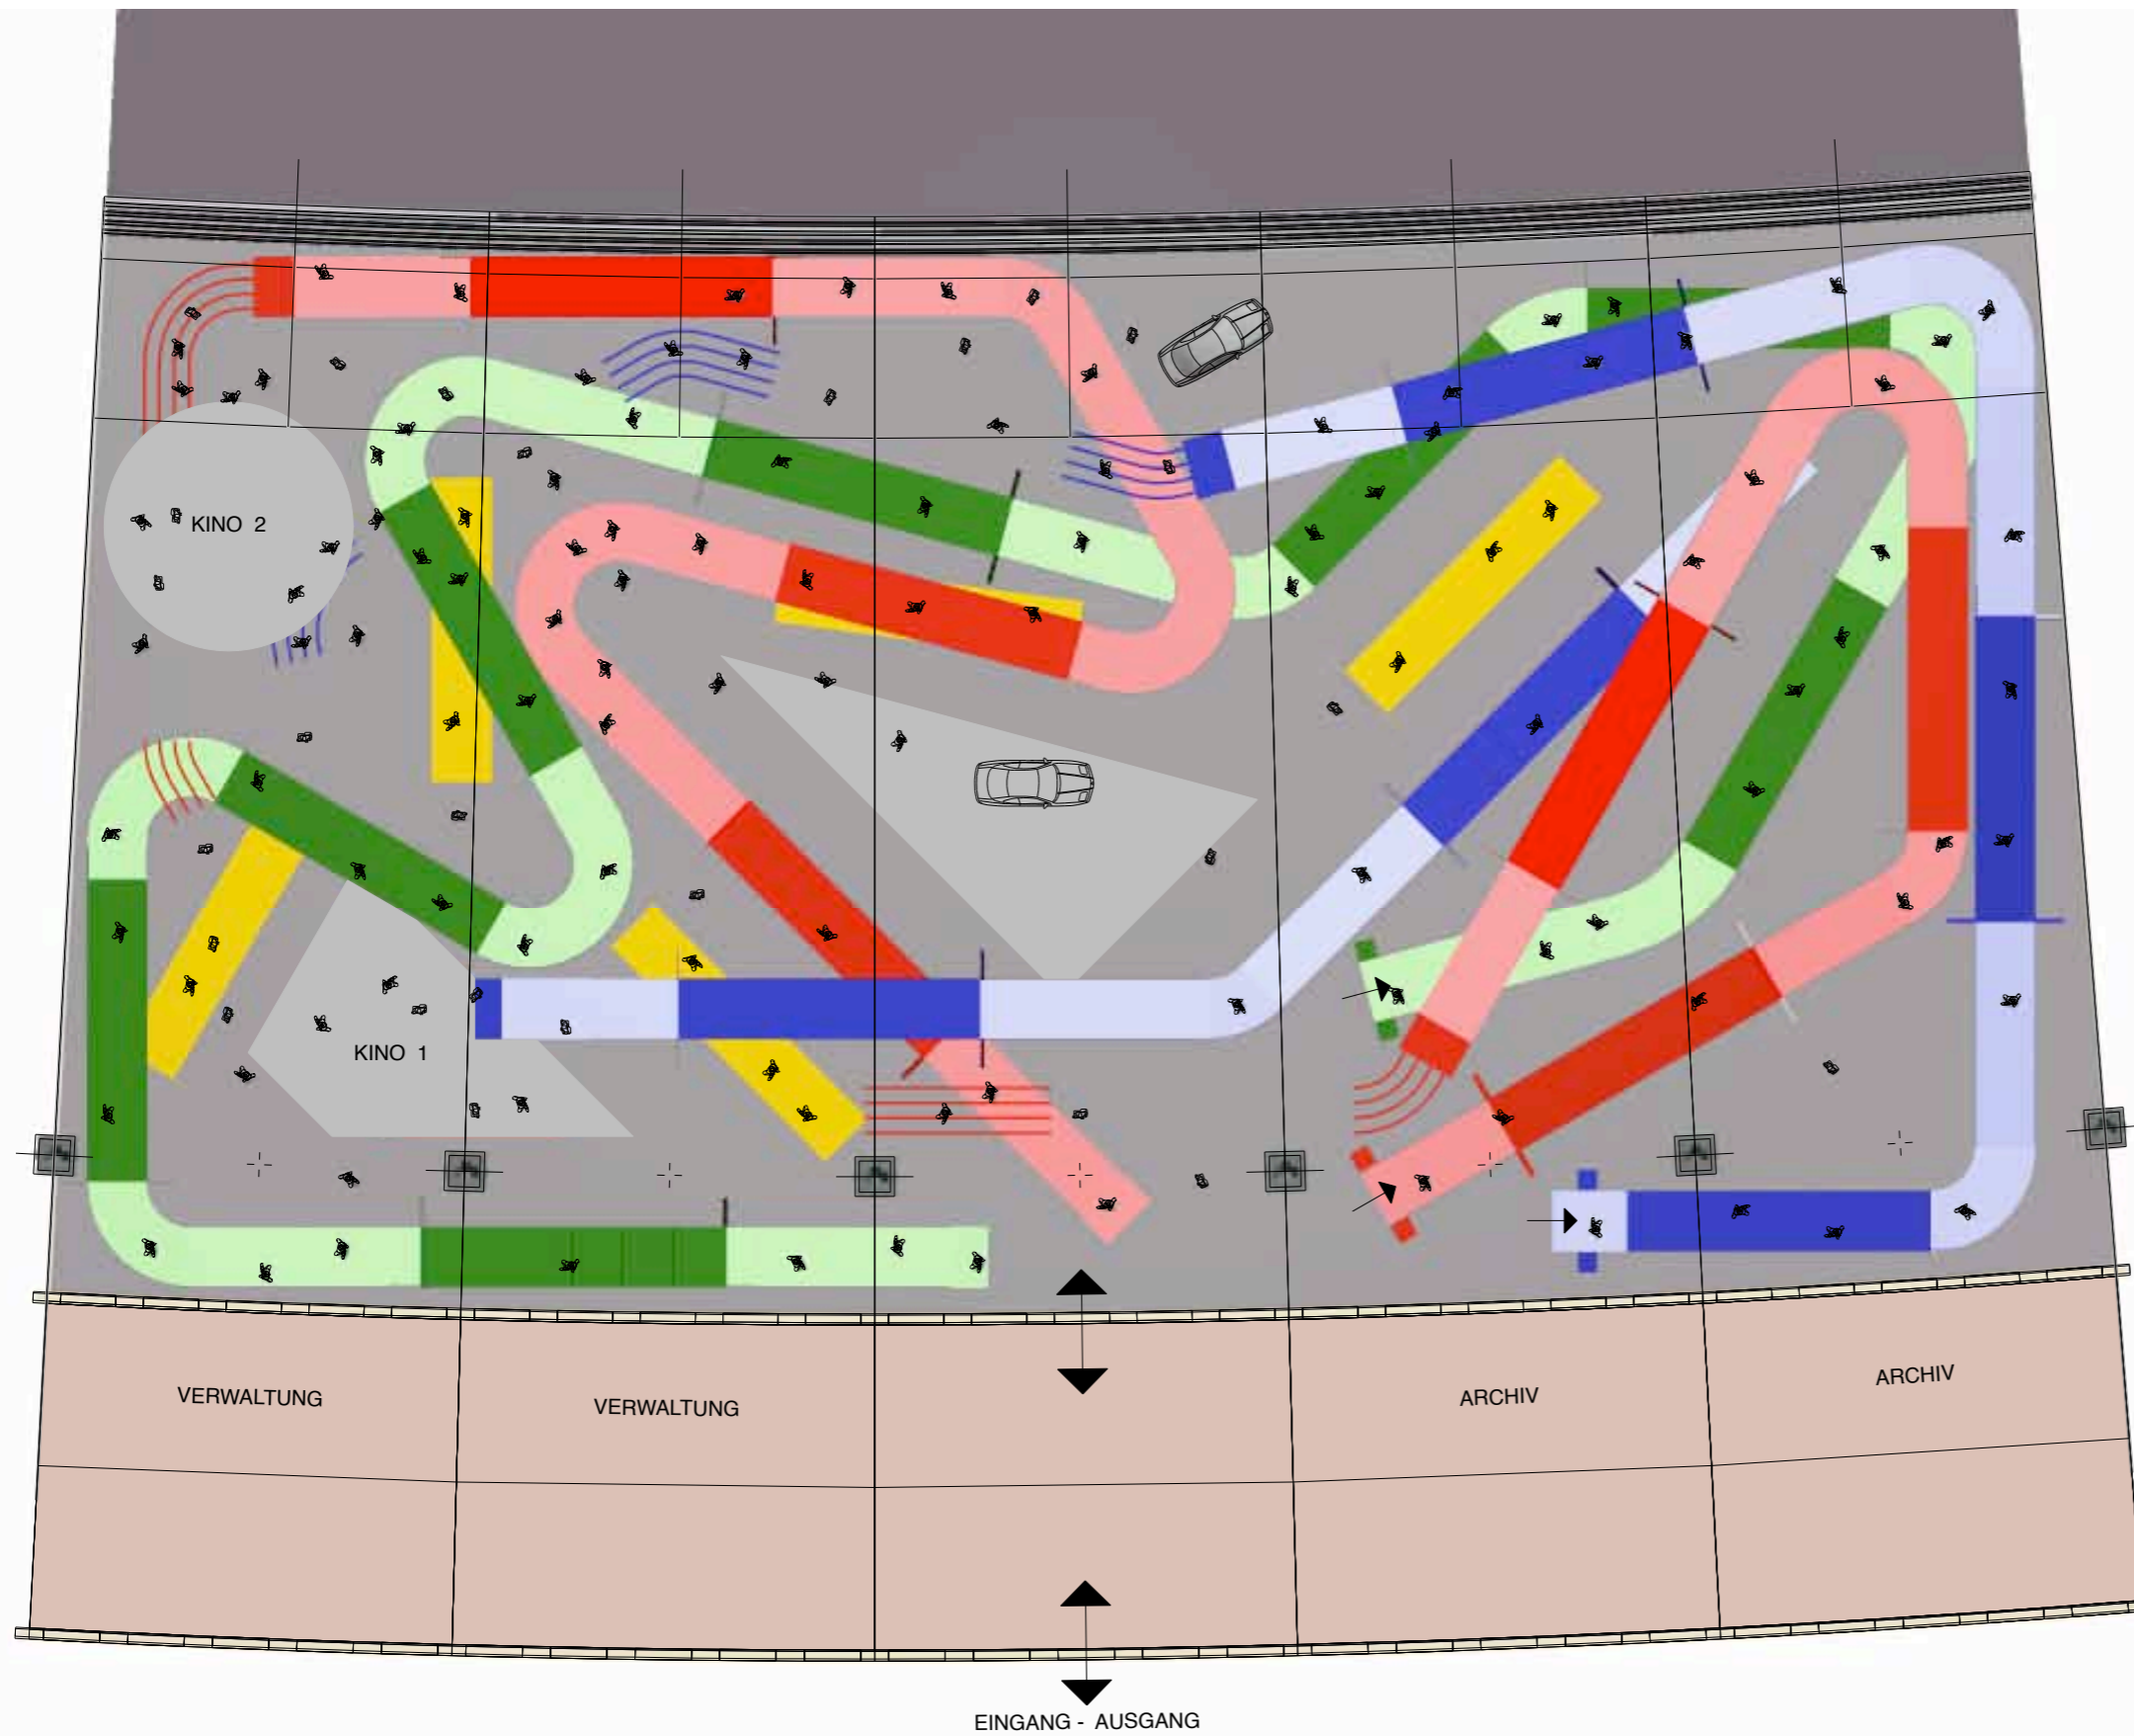 KINO 2
KINO 1
VERWALTUNG
VERWALTUNG
ARCHIV
ARCHIV
EINGANG - AUSGANG